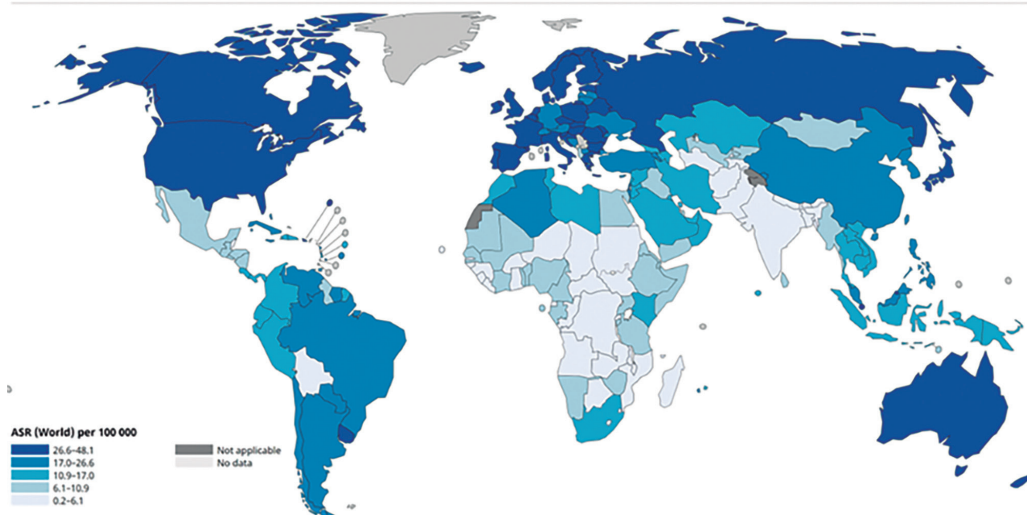 ASR (World) per 100 000
26.6–48.1
17.0–26.6
10.9–17.0
6.1–10.9
0.2–6.1
Not applicable
No data